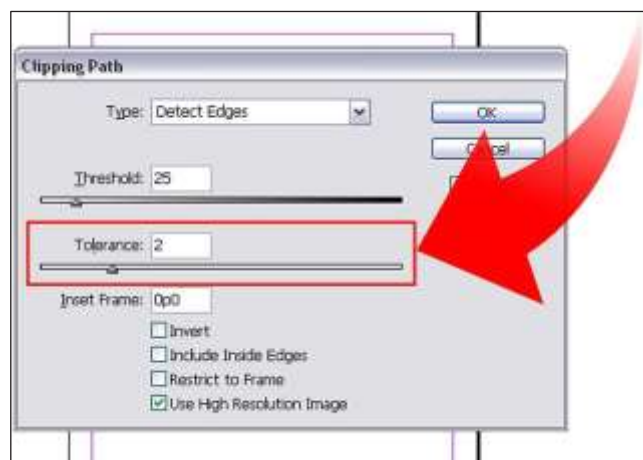 Clipping Path
Type: Detect Edges
OK
Cancel
Threshold: 25
Tolerance: 2
Inset Frame: 0p0
Invert
Include Inside Edges
Restrict to Frame
Use High Resolution Image